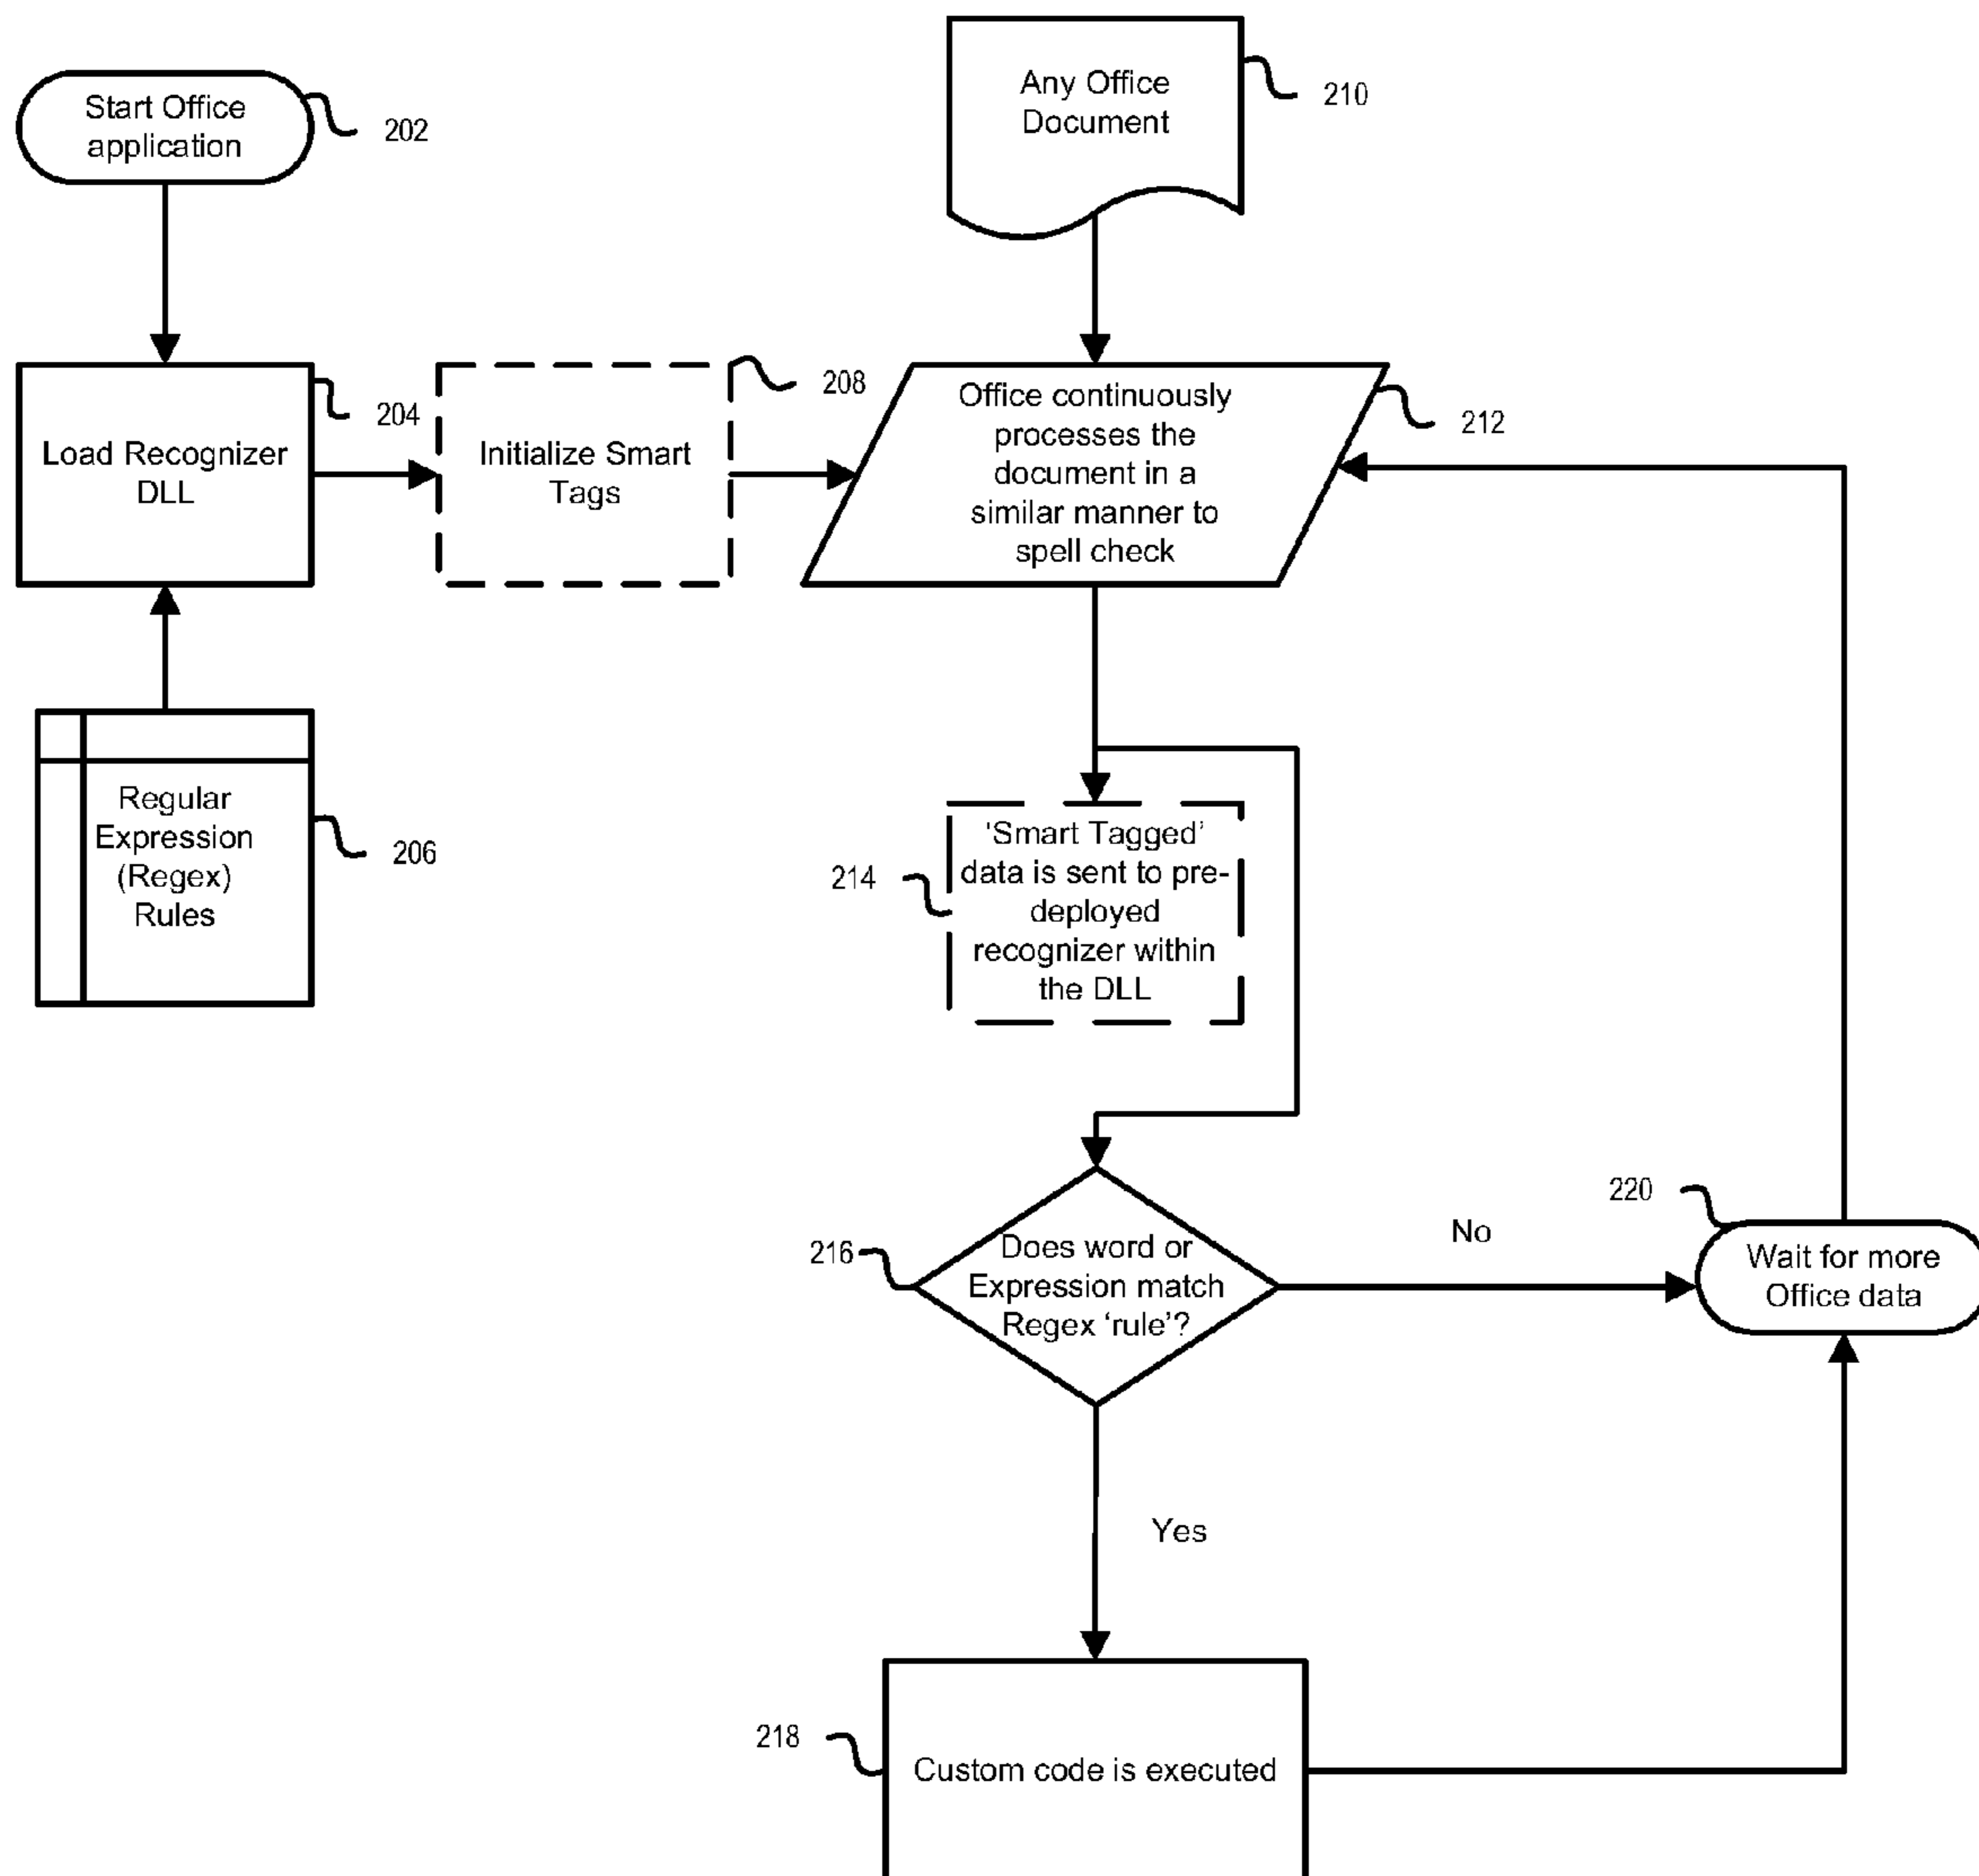 Start Office
application
202
Any Office
Document
210
Load Recognizer
DLL
204
Initialize Smart
Tags
208
Office continuously
processes the
document in a
similar manner to
spell check
212
Regular
Expression
(Regex)
Rules
206
'Smart Tagged'
data is sent to pre-
deployed
recognizer within
the DLL
214
216
Does word or
Expression match
Regex 'rule'?
No
220
Wait for more
Office data
Yes
218
Custom code is executed